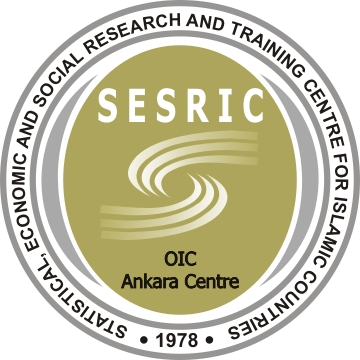 STATISTICAL, ECONOMIC AND SOCIAL RESEARCH AND TRAINING CENTRE FOR ISLAMIC COUNTRIES
SESRIC
OIC
Ankara Centre
• 1978 •